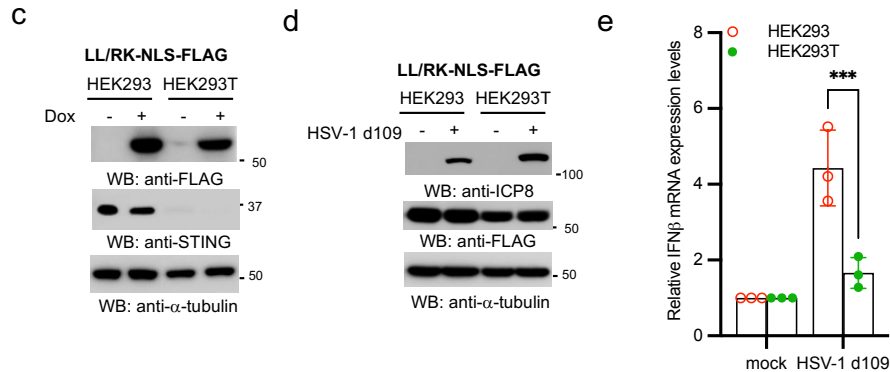 c
LL/RK-NLS-FLAG
HEK293 HEK293T
Dox - + - +
50
WB: anti-FLAG
37
WB: anti-STING
50
WB: anti-α-tubulin
d
LL/RK-NLS-FLAG
HEK293 HEK293T
HSV-1 d109 - + - +
100
WB: anti-ICP8
50
WB: anti-FLAG
50
WB: anti-α-tubulin
e
HEK293
HEK293T
***
Relative IFNβ mRNA expression levels
8
6
4
2
0
mock HSV-1 d109